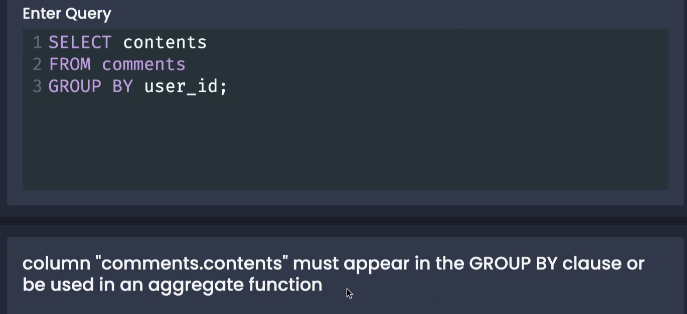 Enter Query
1 SELECT contents
2 FROM comments
3 GROUP BY user_id;
column "comments.contents" must appear in the GROUP BY clause or
be used in an aggregate function